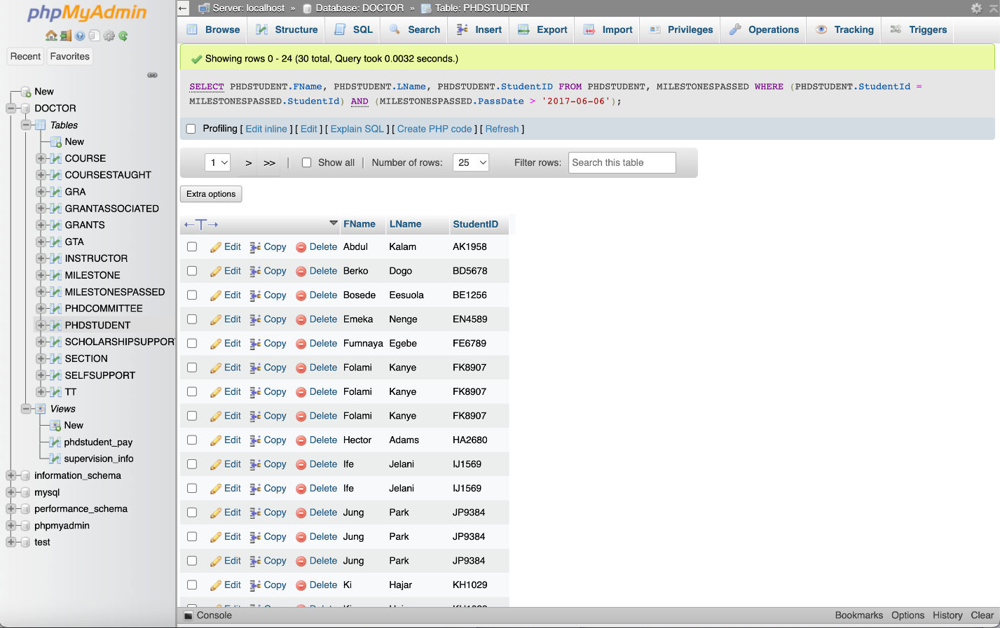 phpMyAdmin
Recent Favorites
New
DOCTOR
Tables
New
COURSE
COURSESTAUGHT
GRA
GRANTASSOCIATED
GRANTS
GTA
INSTRUCTOR
MILESTONE
MILESTONESPASSED
PHDCOMMITTEE
PHDSTUDENT
SCHOLARSHIPSUPPOR
SECTION
SELFSUPPORT
TT
Views
New
phdstudent_pay
supervision_info
information_schema
mysql
performance_schema
phpmyadmin
test
Server: localhost » Database: DOCTOR » Table: PHDSTUDENT
Browse Structure SQL Search Insert Export Import Privileges Operations Tracking Triggers
Showing rows 0 - 24 (30 total, Query took 0.0032 seconds.)
SELECT PHDSTUDENT.FName, PHDSTUDENT.LName, PHDSTUDENT.StudentID FROM PHDSTUDENT, MILESTONESPASSED WHERE (PHDSTUDENT.StudentId =
MILESTONESPASSED.StudentId) AND (MILESTONESPASSED.PassDate > '2017-06-06');
Profiling [ Edit inline ] [ Edit ] [ Explain SQL ] [ Create PHP code ] [ Refresh ]
1 > >> | Show all | Number of rows: 25 Filter rows: Search this table
Extra options
←T→ FName LName StudentID
Edit Copy Delete Abdul Kalam AK1958
Edit Copy Delete Berko Dogo BD5678
Edit Copy Delete Bosede Eesuola BE1256
Edit Copy Delete Emeka Nenge EN4589
Edit Copy Delete Fumnaya Egebe FE6789
Edit Copy Delete Folami Kanye FK8907
Edit Copy Delete Folami Kanye FK8907
Edit Copy Delete Folami Kanye FK8907
Edit Copy Delete Hector Adams HA2680
Edit Copy Delete Ife Jelani IJ1569
Edit Copy Delete Ife Jelani IJ1569
Edit Copy Delete Jung Park JP9384
Edit Copy Delete Jung Park JP9384
Edit Copy Delete Jung Park JP9384
Edit Copy Delete Ki Hajar KH1029
Console Bookmarks Options History Clear